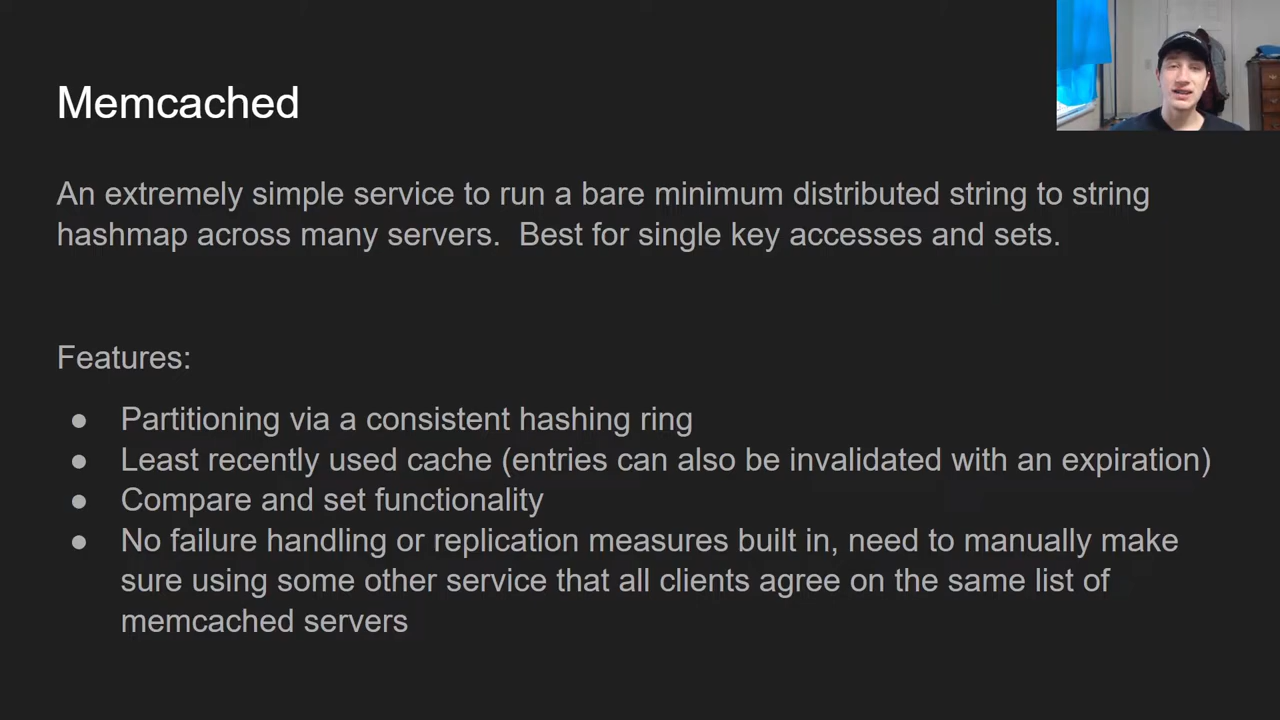 Memcached
An extremely simple service to run a bare minimum distributed string to string
hashmap across many servers.  Best for single key accesses and sets.
Features:
● Partitioning via a consistent hashing ring
● Least recently used cache (entries can also be invalidated with an expiration)
● Compare and set functionality
● No failure handling or replication measures built in, need to manually make
sure using some other service that all clients agree on the same list of
memcached servers